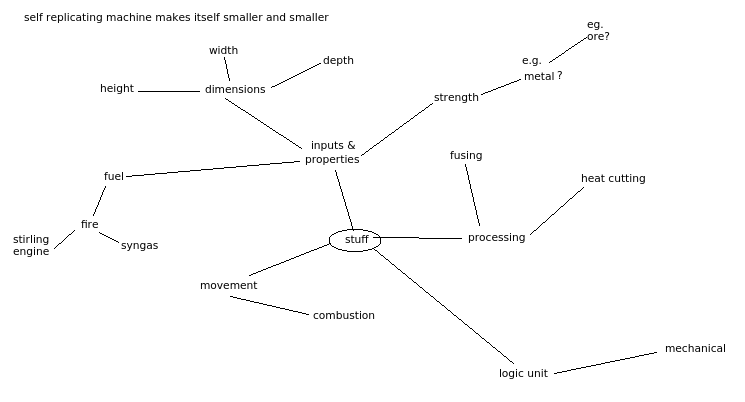 self replicating machine makes itself smaller and smaller
eg.
ore?
width
depth
e.g.
metal ?
height
dimensions
strength
inputs &
properties
fusing
fuel
heat cutting
fire
stirling
engine
syngas
stuff
processing
movement
combustion
mechanical
logic unit